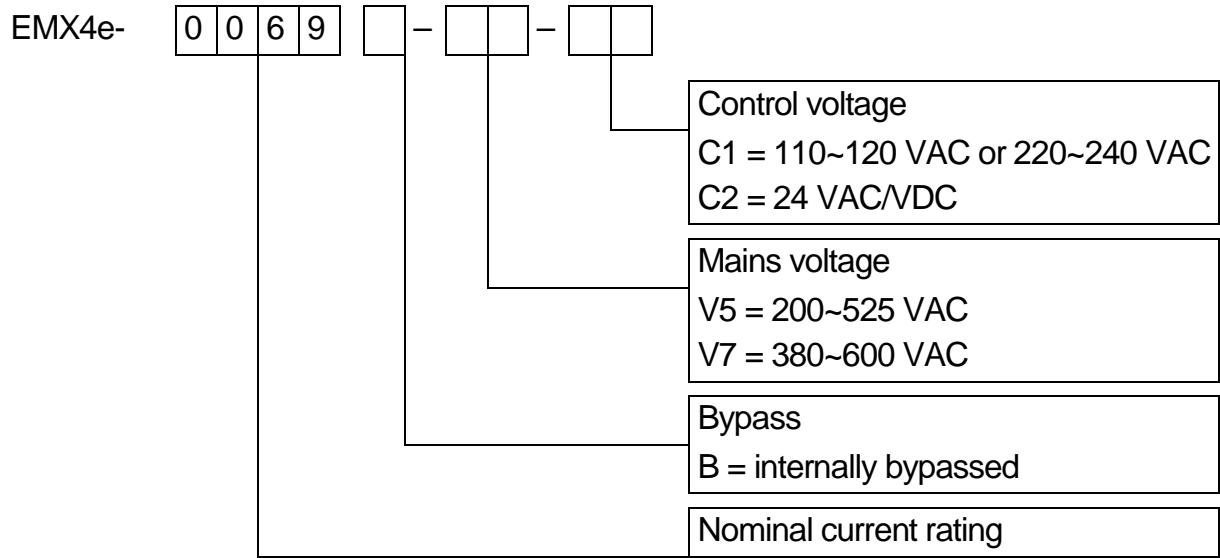 EMX4e- 0 0 6 9 – –
Control voltage
C1 = 110~120 VAC or 220~240 VAC
C2 = 24 VAC/VDC
Mains voltage
V5 = 200~525 VAC
V7 = 380~600 VAC
Bypass
B = internally bypassed
Nominal current rating